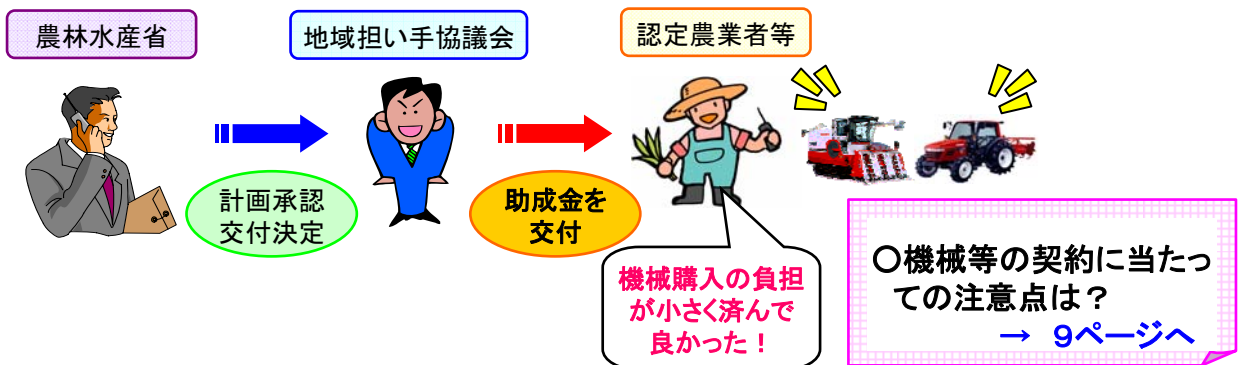 農林水産省
地域担い手協議会
認定農業者等
計画承認
交付決定
助成金を
交付
機械購入の負担
が小さく済んで
良かった！
○機械等の契約に当たっ
ての注意点は？
→ ９ページへ